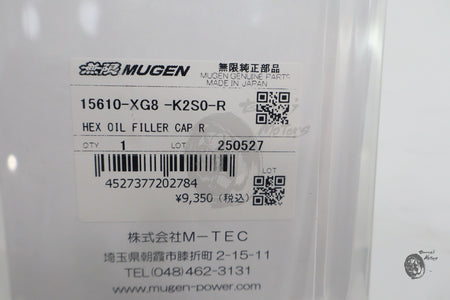 無限 MUGEN
無限純正部品
MUGEN GENUINE PARTS
MADE IN JAPAN
15610-XG8 -K2S0-R
HEX OIL FILLER CAP R
QTY 1 LOT 250527
4527377202784
LOT
¥9,350(税込)
株式会社M-TEC
埼玉県朝霞市膝折町2-15-11
TEL(048)462-3131
www.mugen-power.com